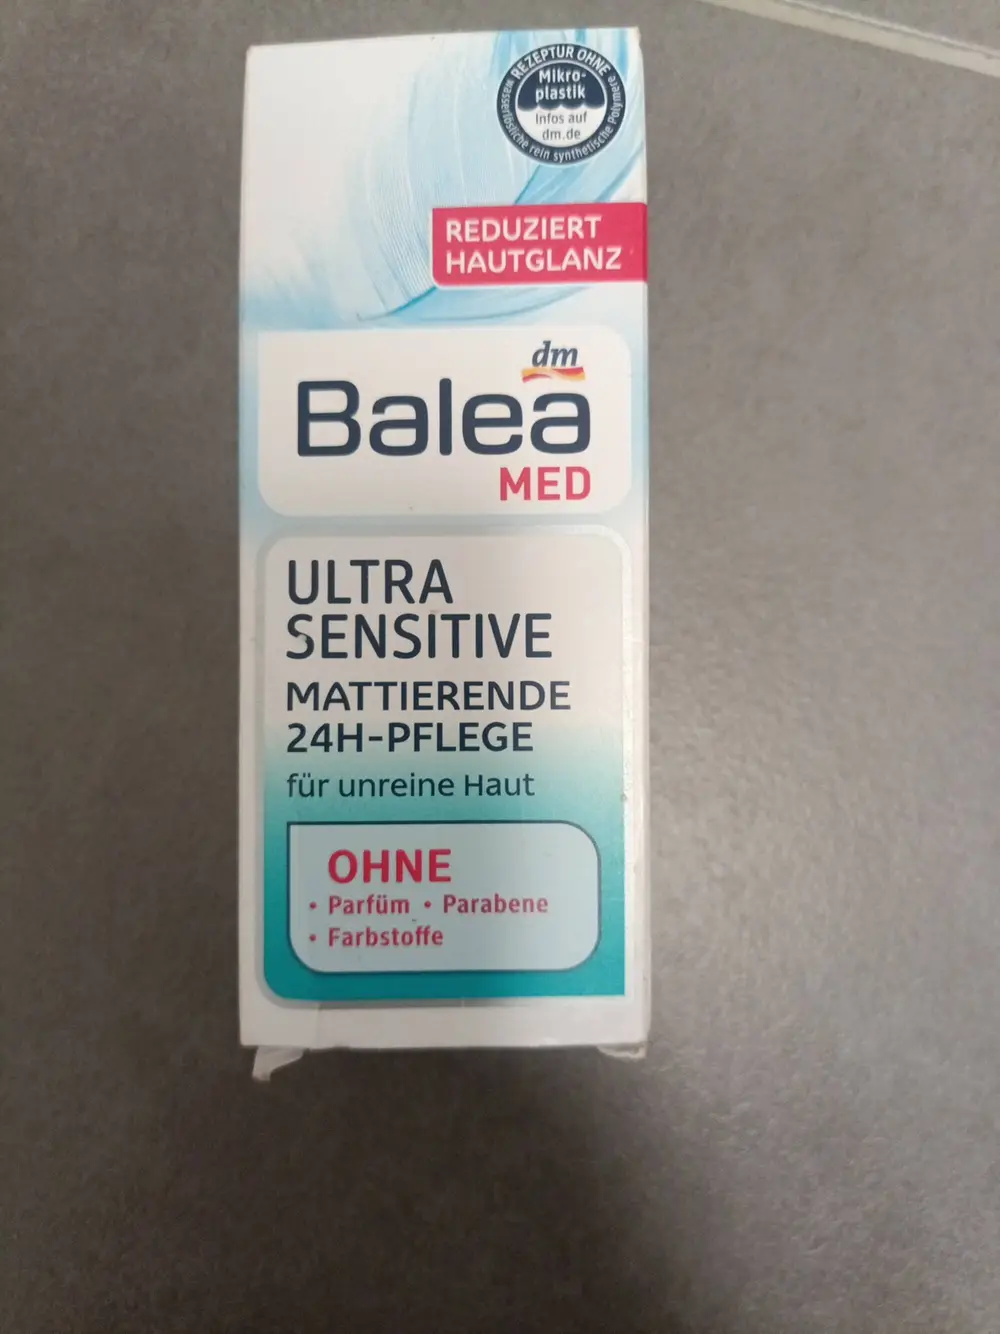 REZEPTUR OHNE
Mikro-
plastik
Infos auf
dm.de
wasserlösliche rein synthetische Polymere
REDUZIERT
HAUTGLANZ
dm
Balea
MED
ULTRA
SENSITIVE
MATTIERENDE
24H-PFLEGE
für unreine Haut
OHNE
• Parfüm • Parabene
• Farbstoffe